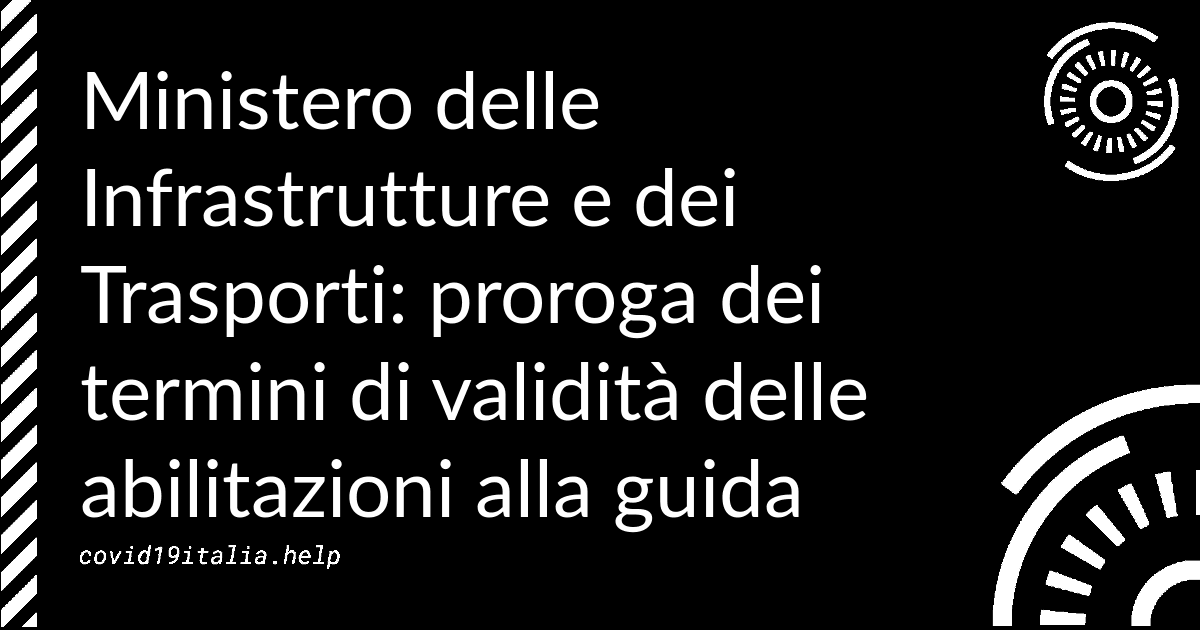 Ministero delle
Infrastrutture e dei
Trasporti: proroga dei
termini di validità delle
abilitazioni alla guida
covid19italia.help